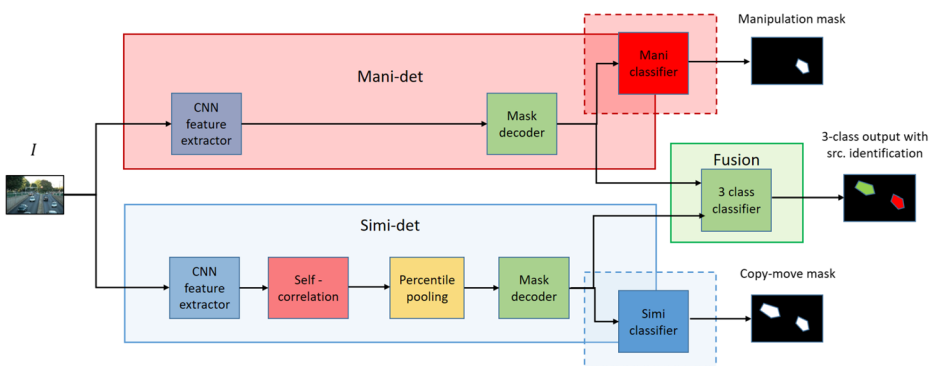 Manipulation mask
Mani-det
Mani
classifier
CNN
feature
extractor
Mask
decoder
I
3-class output with
src. identification
Fusion
3 class
classifier
Simi-det
CNN
feature
extractor
Self -
correlation
Percentile
pooling
Mask
decoder
Copy-move mask
Simi
classifier